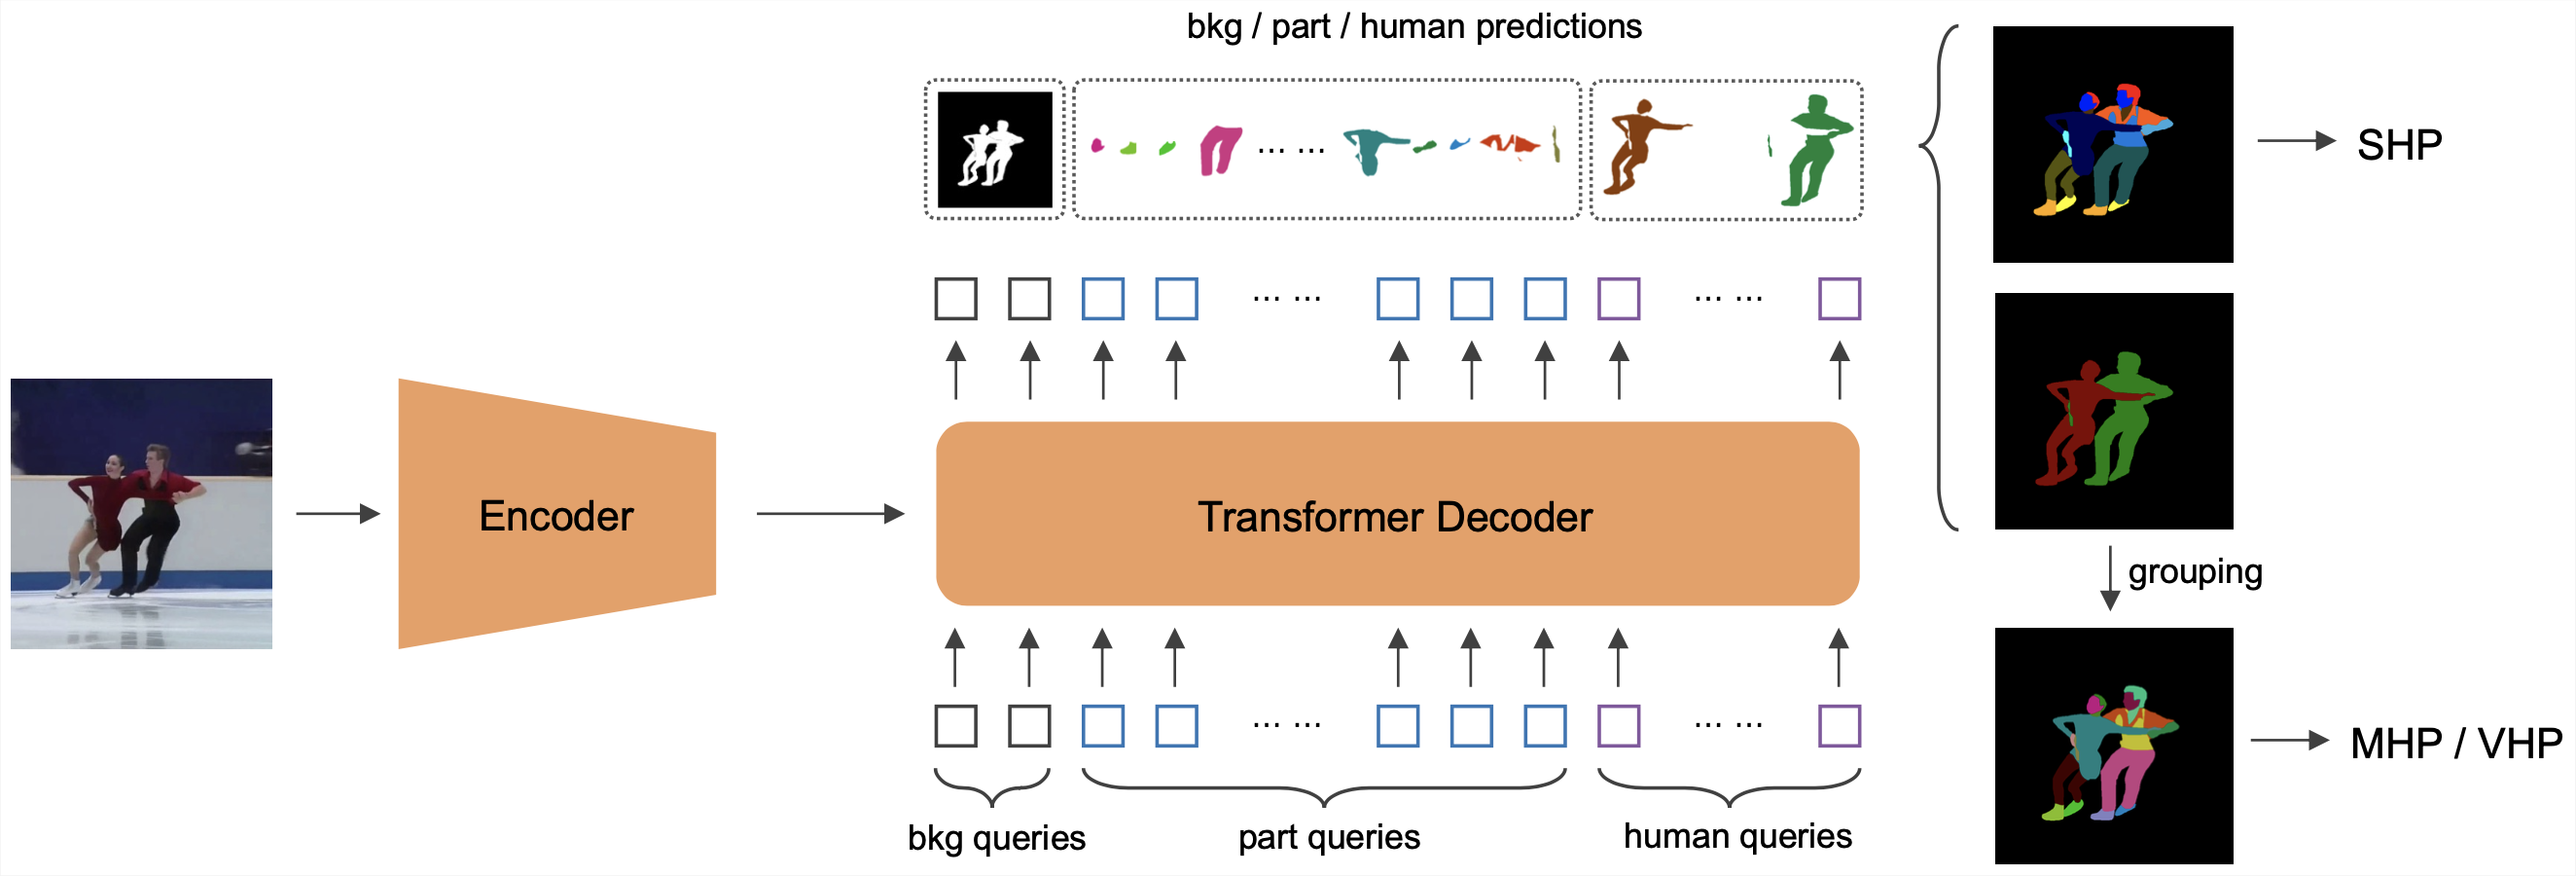 bkg / part / human predictions
... ...
SHP
... ...
... ...
Encoder
Transformer Decoder
grouping
... ...
... ...
MHP / VHP
bkg queries
part queries
human queries